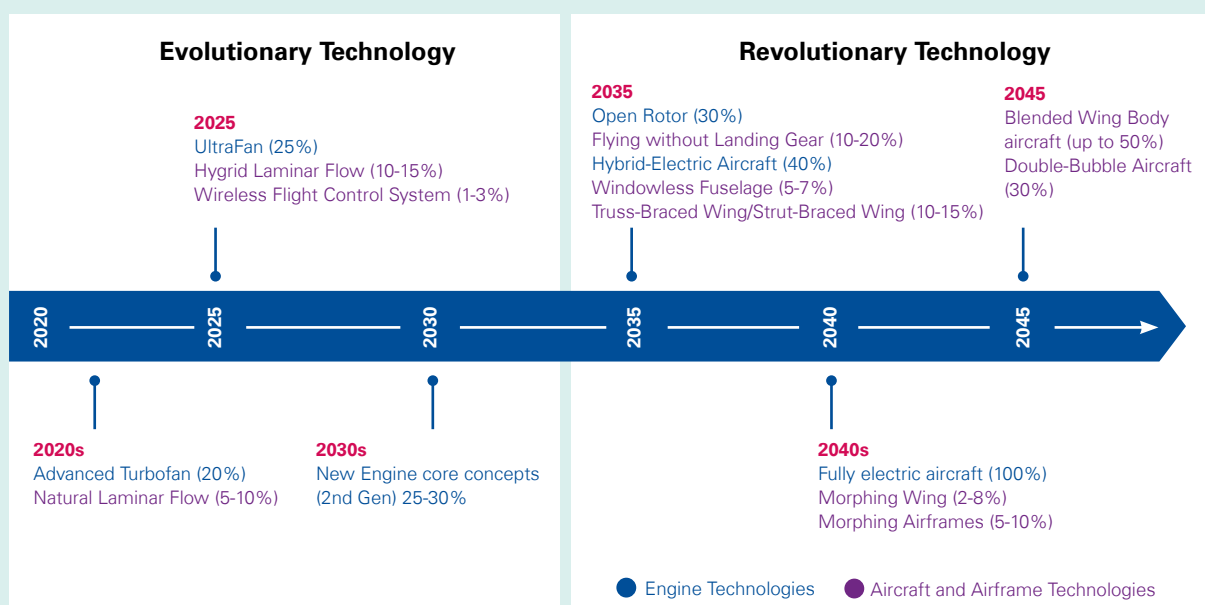 Evolutionary Technology
2025
UltraFan (25%)
Hygrid Laminar Flow (10-15%)
Wireless Flight Control System (1-3%)
Revolutionary Technology
2035
Open Rotor (30%)
Flying without Landing Gear (10-20%)
Hybrid-Electric Aircraft (40%)
Windowless Fuselage (5-7%)
Truss-Braced Wing/Strut-Braced Wing (10-15%)
2045
Blended Wing Body
aircraft (up to 50%)
Double-Bubble Aircraft
(30%)
2020
2025
2030
2035
2040
2045
2020s
Advanced Turbofan (20%)
Natural Laminar Flow (5-10%)
2030s
New Engine core concepts
(2nd Gen) 25-30%
2040s
Fully electric aircraft (100%)
Morphing Wing (2-8%)
Morphing Airframes (5-10%)
Engine Technologies
Aircraft and Airframe Technologies